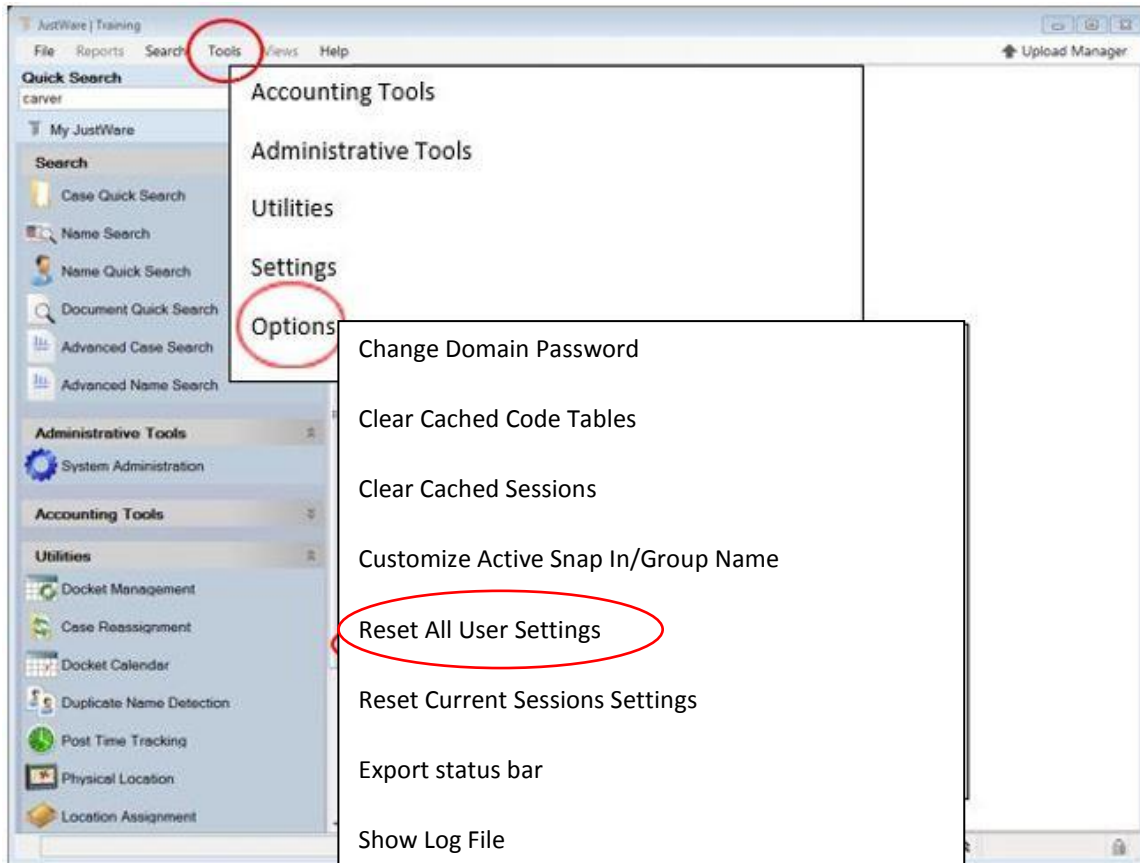 JustWare | Training
File Reports Search Tools Views Help Upload Manager
Quick Search
carver
My JustWare
Search
Case Quick Search
Name Search
Name Quick Search
Document Quick Search
Advanced Case Search
Advanced Name Search
Administrative Tools
System Administration
Accounting Tools
Utilities
Docket Management
Case Reassignment
Docket Calendar
Duplicate Name Detection
Post Time Tracking
Physical Location
Location Assignment
Accounting Tools
Administrative Tools
Utilities
Settings
Options
Change Domain Password
Clear Cached Code Tables
Clear Cached Sessions
Customize Active Snap In/Group Name
Reset All User Settings
Reset Current Sessions Settings
Export status bar
Show Log File